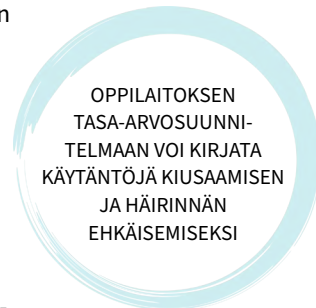 n
OPPILAITOKSEN
TASA-ARVOSUUNNI-
TELMAAN VOI KIRJATA
KÄYTÄNTÖJÄ KIUSAAMISEN
JA HÄIRINNÄN
EHKÄISEMISEKSI